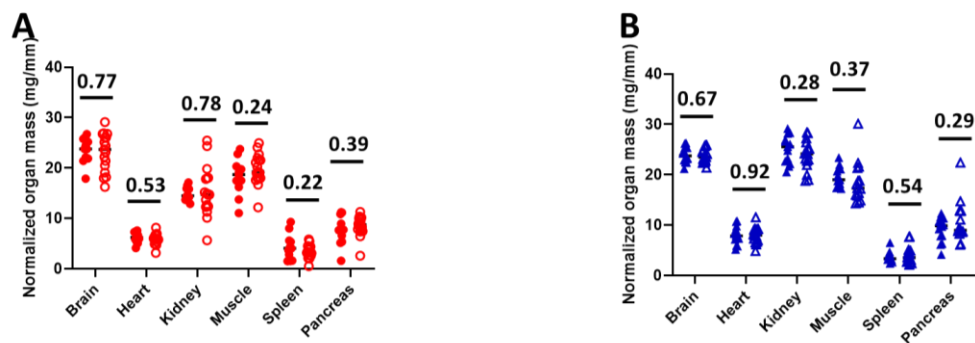 A
Normalized organ mass (mg/mm)
40
30
20
10
0
0.77
0.53
0.78
0.24
0.22
0.39
Brain
Heart
Kidney
Muscle
Spleen
Pancreas
B
Normalized organ mass (mg/mm)
40
30
20
10
0
0.67
0.92
0.28
0.37
0.54
0.29
Brain
Heart
Kidney
Muscle
Spleen
Pancreas